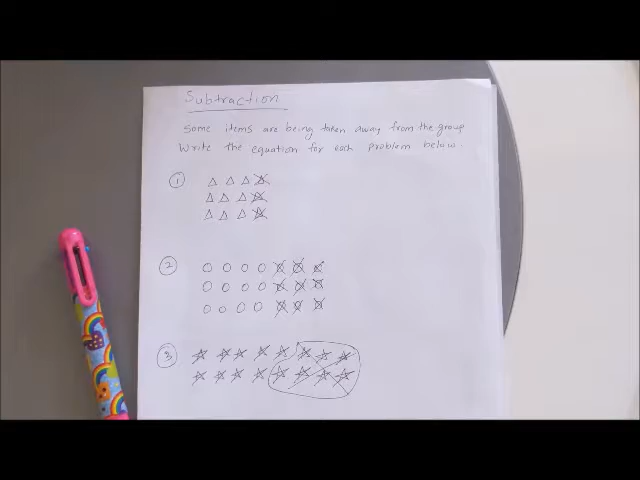 Subtraction
Some items are being taken away from the group
Write the equation for each problem below.
1
2
3